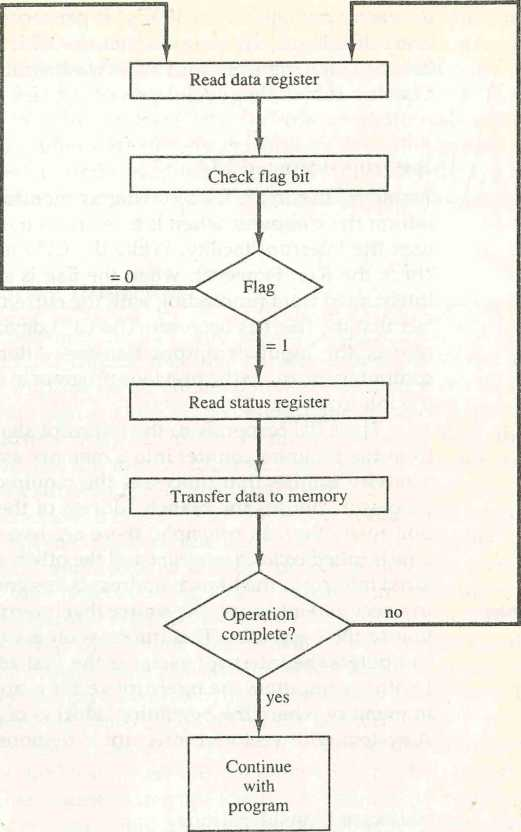 Read data register
Check flag bit
= 0
Flag
= 1
Read status register
Transfer data to memory
Operation
complete?
no
yes
Continue
with
program